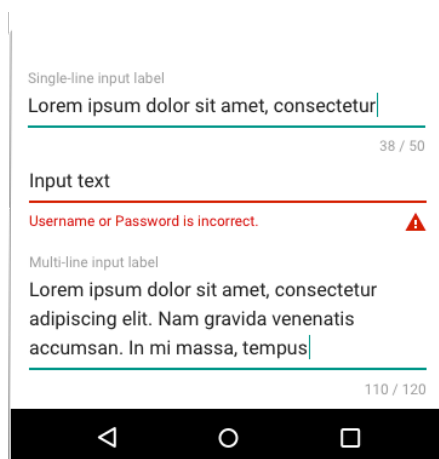 Single-line input label
Lorem ipsum dolor sit amet, consectetur
38 / 50
Input text
Username or Password is incorrect.
Multi-line input label
Lorem ipsum dolor sit amet, consectetur
adipiscing elit. Nam gravida venenatis
accumsan. In mi massa, tempus
110 / 120